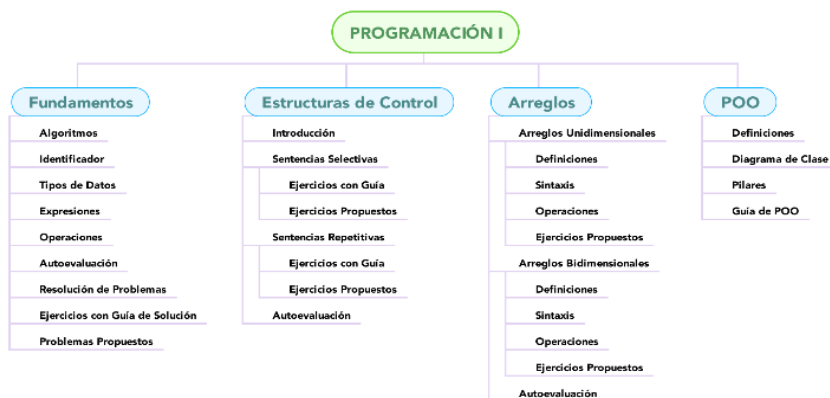 PROGRAMACIÓN I
Fundamentos
Algoritmos
Identificador
Tipos de Datos
Expresiones
Operaciones
Autoevaluación
Resolución de Problemas
Ejercicios con Guía de Solución
Problemas Propuestos
Estructuras de Control
Introducción
Sentencias Selectivas
Ejercicios con Guía
Ejercicios Propuestos
Sentencias Repetitivas
Ejercicios con Guía
Ejercicios Propuestos
Autoevaluación
Arreglos
Arreglos Unidimensionales
Definiciones
Sintaxis
Operaciones
Ejercicios Propuestos
Arreglos Bidimensionales
Definiciones
Sintaxis
Operaciones
Ejercicios Propuestos
Autoevaluación
POO
Definiciones
Diagrama de Clase
Pilares
Guía de POO